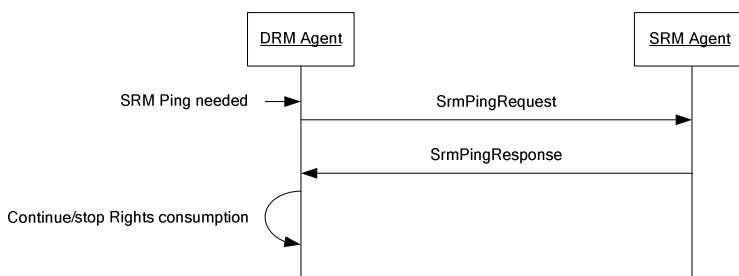 DRM Agent
SRM Agent
SRM Ping needed
SrmPingRequest
SrmPingResponse
Continue/stop Rights consumption